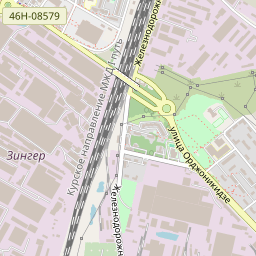 46Н-08579
Железнодорож
Курское направление МЖД I путь
улица Орджоникидзе
Зингер
Железнодорожн